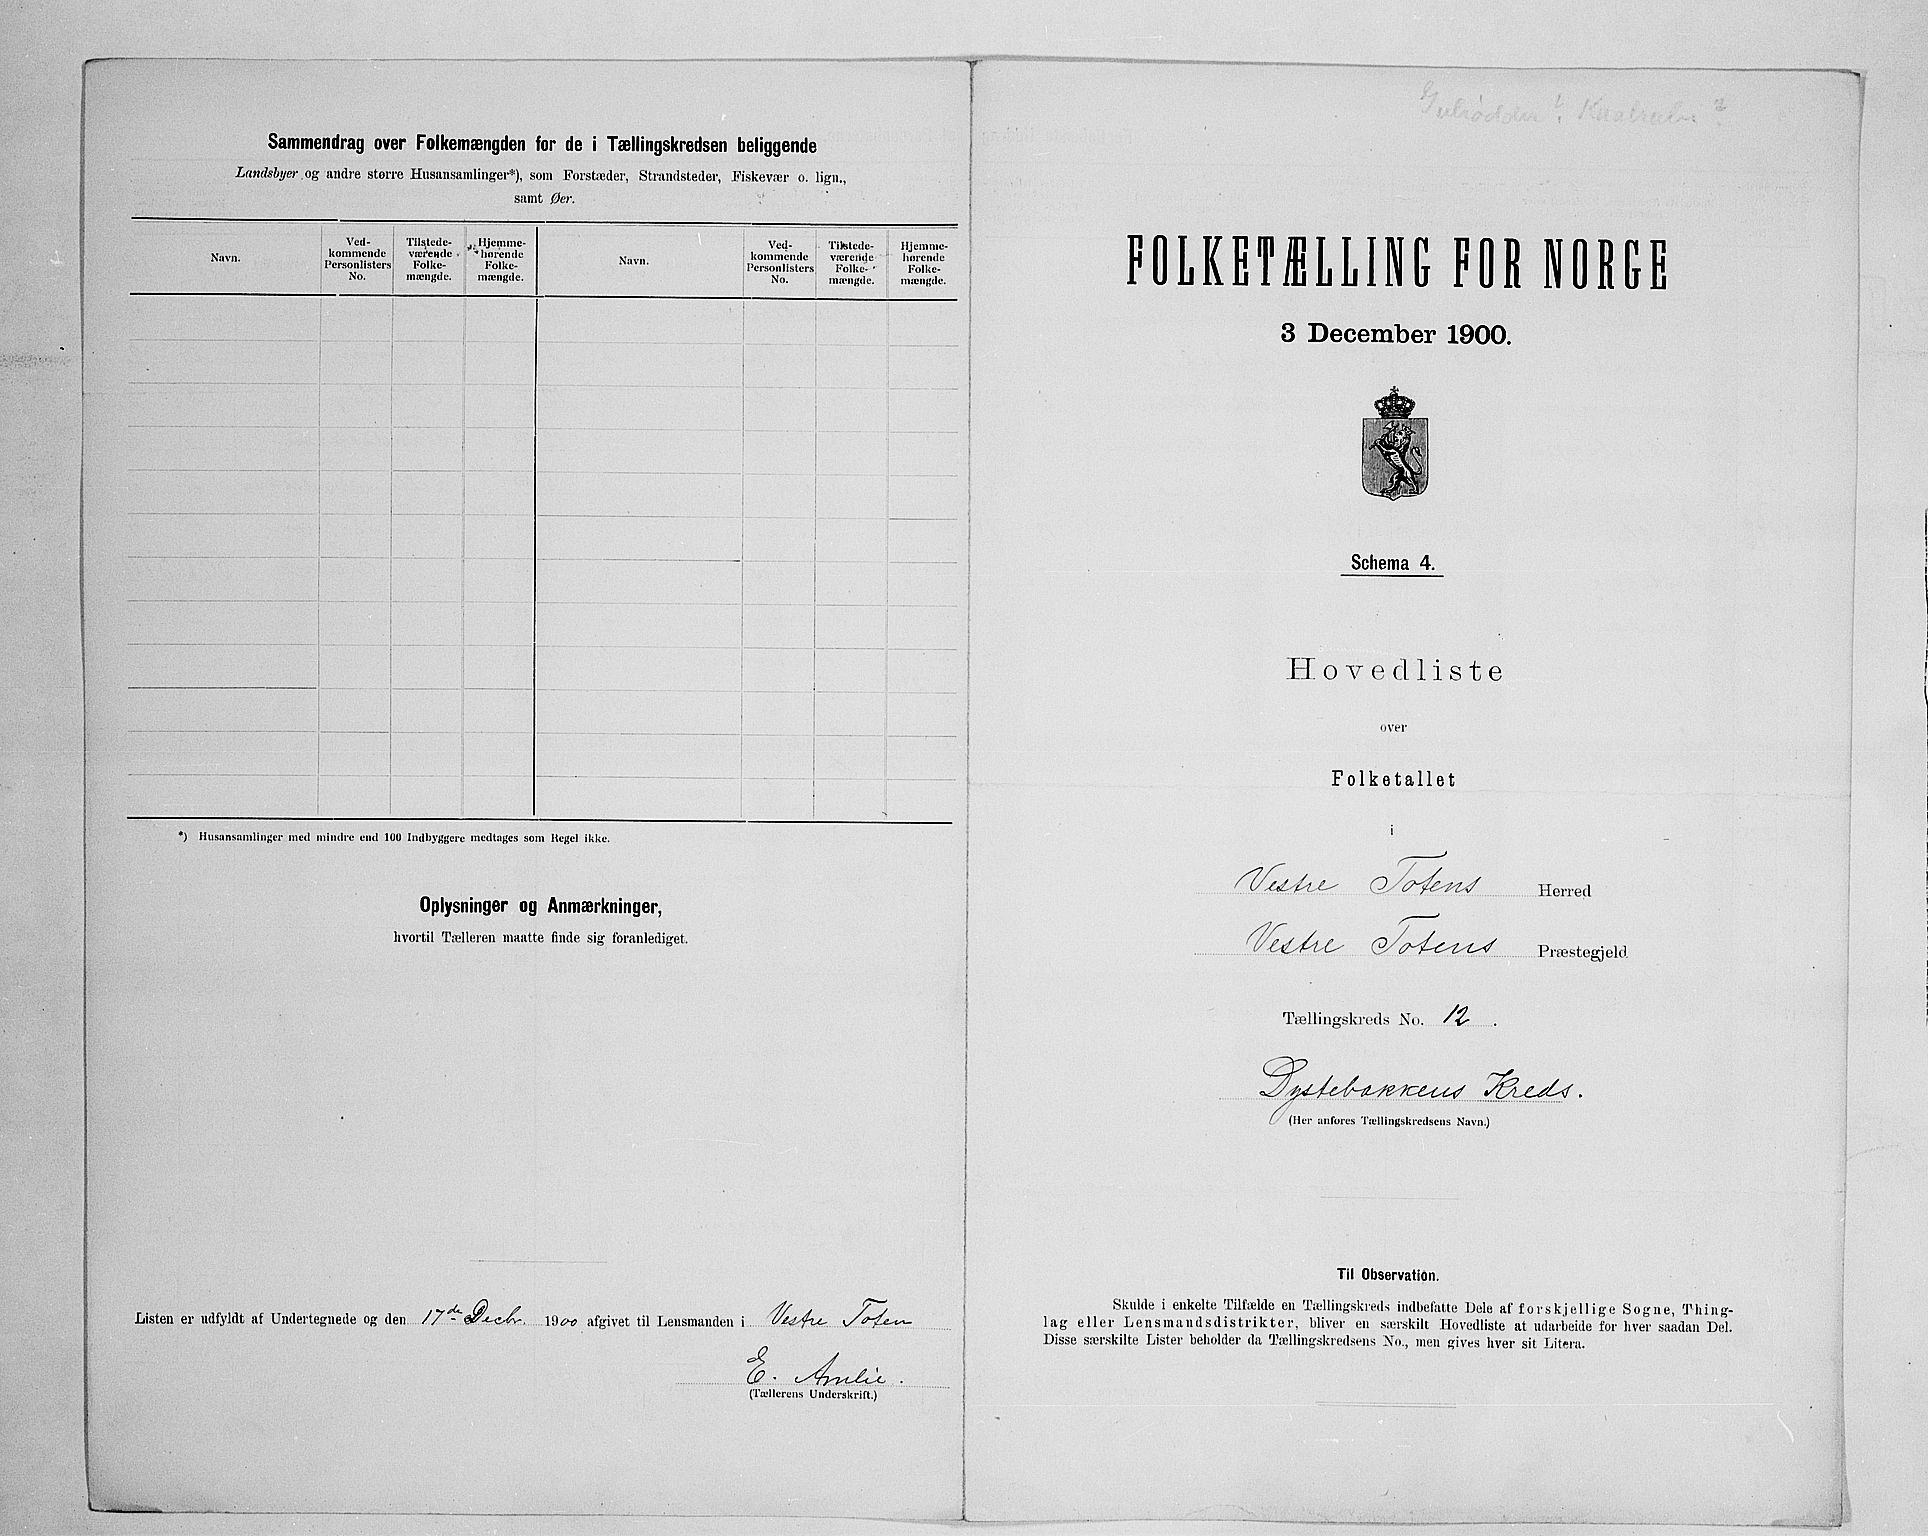 Sammendrag over Folkemængden for de i Tællingskredsen beliggende
Landsbyer og andre større Husansamlinger*), som Forstæder, Strandsteder, Fiskevær o. lign.,
samt Øer.
Navn.
Ved-
kommende
Personlisters
No.
Tilstede-
værende
Folke-
mængde.
Hjemme-
hørende
Folke-
mængde.
Navn.
Ved-
kommende
Personlisters
No.
Tilstede-
værende
Folke-
mængde.
Hjemme-
hørende
Folke-
mængde.
*) Husansamlinger med mindre end 100 Indbyggere medtages som Regel ikke.
Oplysninger og Anmærkninger,
hvortil Tælleren maatte finde sig foranlediget.
Listen er udfyldt af Undertegnede og den 17de Decbr. 1900 afgivet til Lensmanden i Vestre Toten
E. Amlie.
(Tællerens Underskrift.)
FOLKETÆLLING FOR NORGE
3 December 1900.
Schema 4.
Hovedliste
over
Folketallet
i
Vestre Totens Herred
Vestre Totens Præstegjeld
Tællingskreds No. 12.
Dystebakkens Kreds.
(Her anføres Tællingskredsens Navn.)
Til Observation.
Skulde i enkelte Tilfælde en Tællingskreds indbefatte Dele af forskjellige Sogne, Thing-
lag eller Lensmandsdistrikter, bliver en særskilt Hovedliste at udarbeide for hver saadan Del.
Disse særskilte Lister beholder da Tællingskredsens No., men gives hver sit Litera.